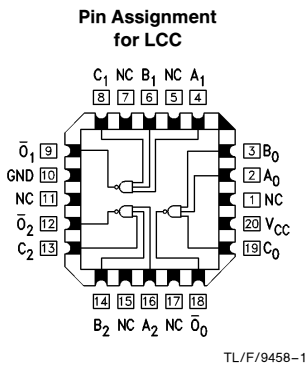 Pin Assignment
for LCC
C₁ NC B₁ NC A₁
8 7 6 5 4
Ō₁ 9
GND 10
NC 11
Ō₂ 12
C₂ 13
3 B₀
2 A₀
1 NC
20 V_CC
19 C₀
14 15 16 17 18
B₂ NC A₂ NC Ō₀
TL/F/9458–1